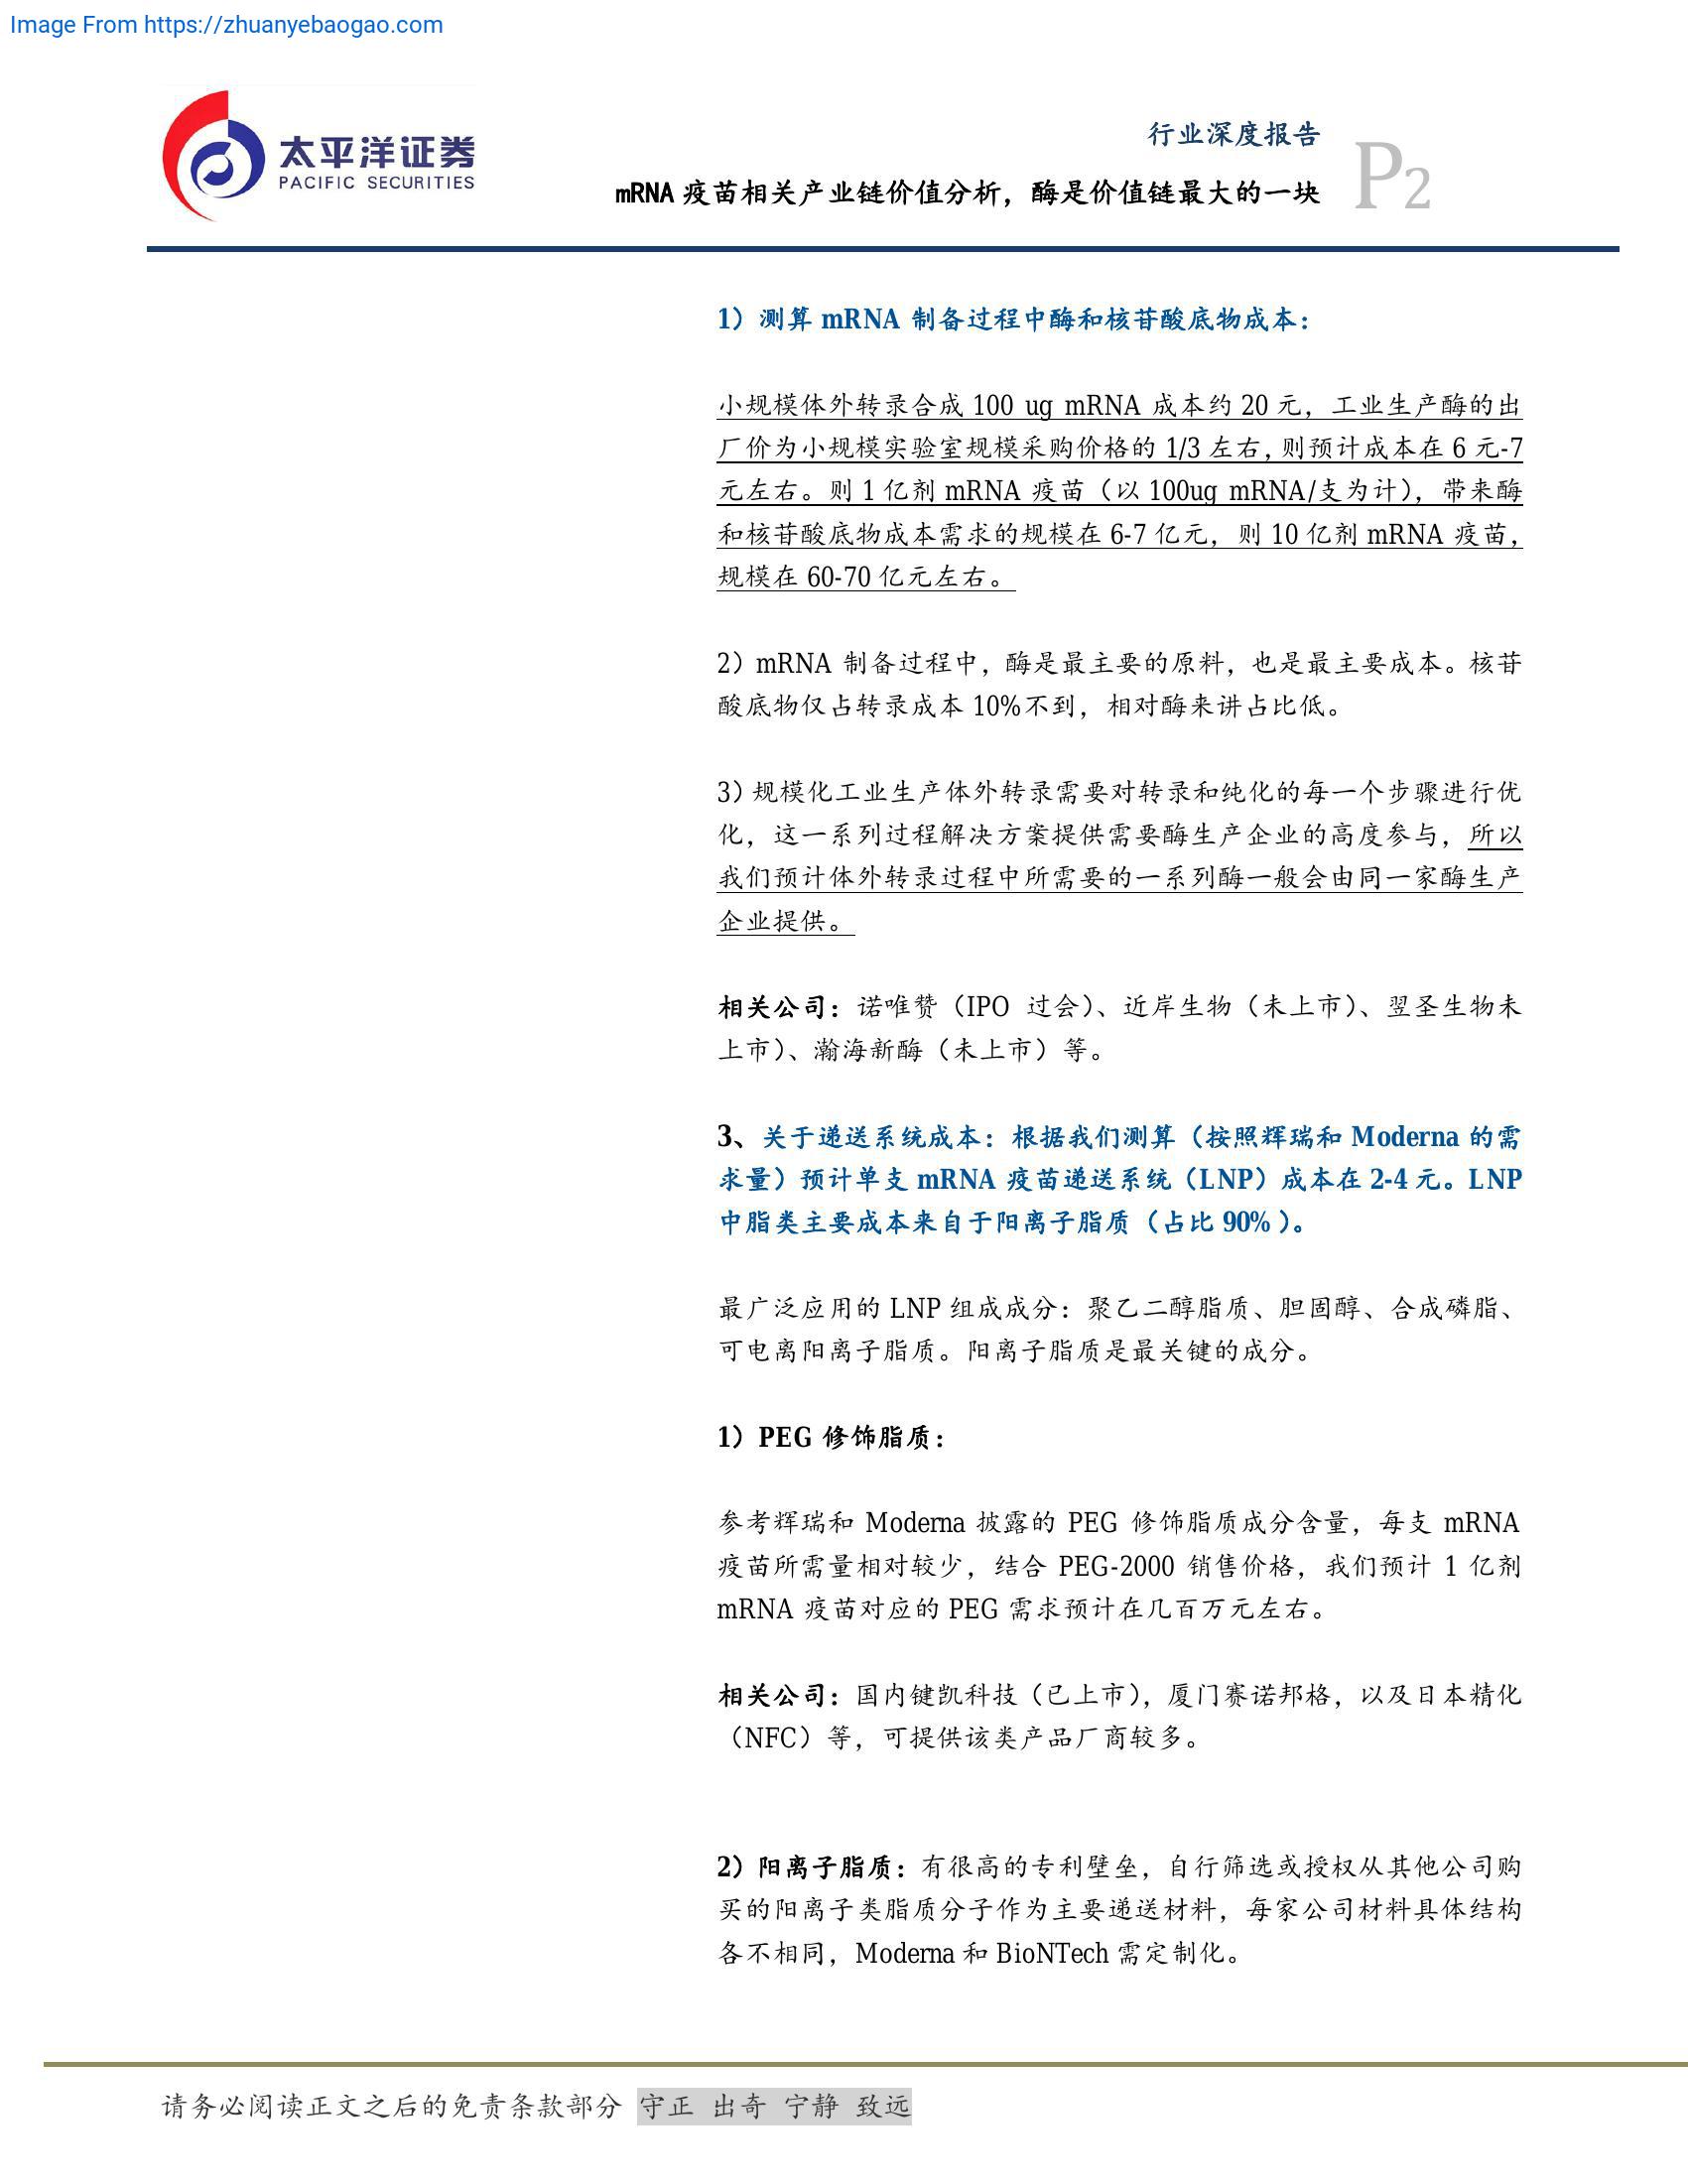 Image From https://zhuanyebaogao.com
太平洋证券
PACIFIC SECURITIES
行业深度报告
mRNA 疫苗相关产业链价值分析，酶是价值链最大的一块
P2
1）测算 mRNA 制备过程中酶和核苷酸底物成本：
小规模体外转录合成 100 ug mRNA 成本约 20 元，工业生产酶的出
厂价为小规模实验室规模采购价格的 1/3 左右，则预计成本在 6 元-7
元左右。则 1 亿剂 mRNA 疫苗（以 100ug mRNA/支为计），带来酶
和核苷酸底物成本需求的规模在 6-7 亿元，则 10 亿剂 mRNA 疫苗，
规模在 60-70 亿元左右。
2）mRNA 制备过程中，酶是最主要的原料，也是最主要成本。核苷
酸底物仅占转录成本 10%不到，相对酶来讲占比低。
3）规模化工业生产体外转录需要对转录和纯化的每一个步骤进行优
化，这一系列过程解决方案提供需要酶生产企业的高度参与，所以
我们预计体外转录过程中所需要的一系列酶一般会由同一家酶生产
企业提供。
相关公司：诺唯赞（IPO 过会）、近岸生物（未上市）、翌圣生物未
上市）、瀚海新酶（未上市）等。
3、关于递送系统成本：根据我们测算（按照辉瑞和 Moderna 的需
求量）预计单支 mRNA 疫苗递送系统（LNP）成本在 2-4 元。LNP
中脂类主要成本来自于阳离子脂质（占比 90%）。
最广泛应用的 LNP 组成成分：聚乙二醇脂质、胆固醇、合成磷脂、
可电离阳离子脂质。阳离子脂质是最关键的成分。
1）PEG 修饰脂质：
参考辉瑞和 Moderna 披露的 PEG 修饰脂质成分含量，每支 mRNA
疫苗所需量相对较少，结合 PEG-2000 销售价格，我们预计 1 亿剂
mRNA 疫苗对应的 PEG 需求预计在几百万元左右。
相关公司：国内键凯科技（已上市），厦门赛诺邦格，以及日本精化
（NFC）等，可提供该类产品厂商较多。
2）阳离子脂质：有很高的专利壁垒，自行筛选或授权从其他公司购
买的阳离子类脂质分子作为主要递送材料，每家公司材料具体结构
各不相同，Moderna 和 BioNTech 需定制化。
请务必阅读正文之后的免责条款部分 守正 出奇 宁静 致远